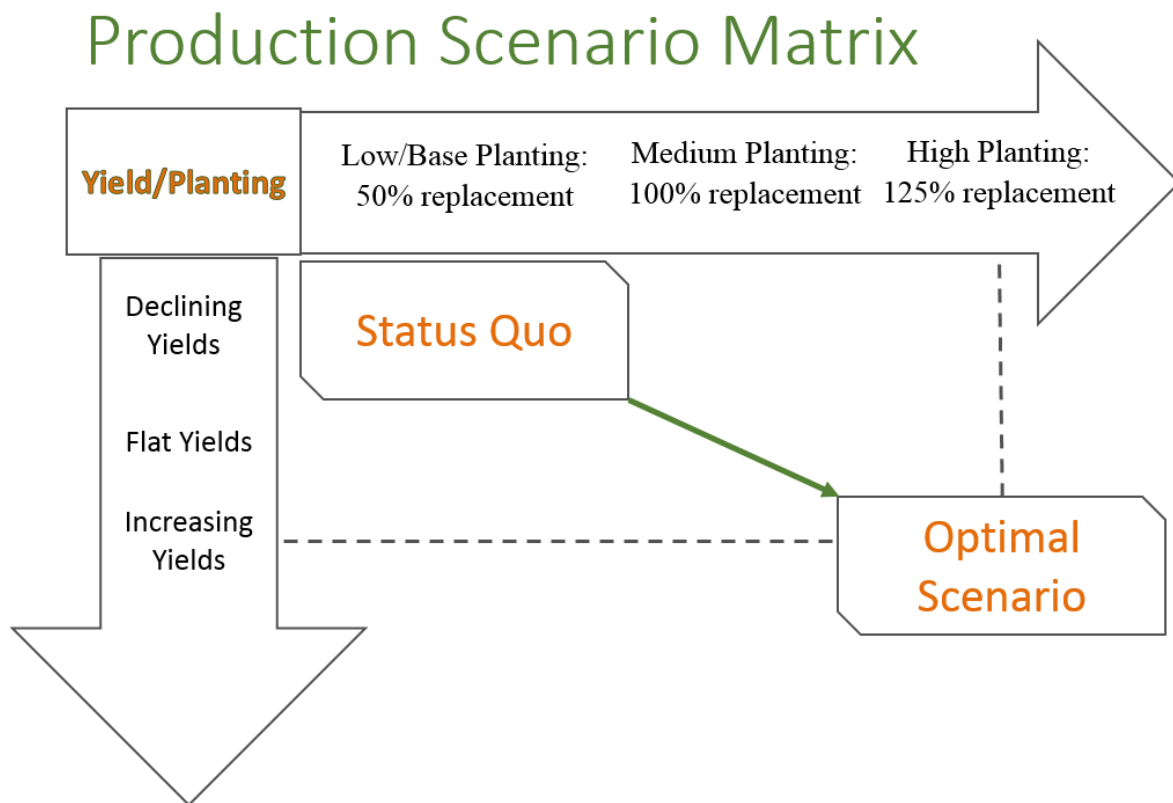 Production Scenario Matrix
Yield/Planting
Low/Base Planting:
50% replacement
Medium Planting:
100% replacement
High Planting:
125% replacement
Declining
Yields
Status Quo
Flat Yields
Increasing
Yields
Optimal
Scenario